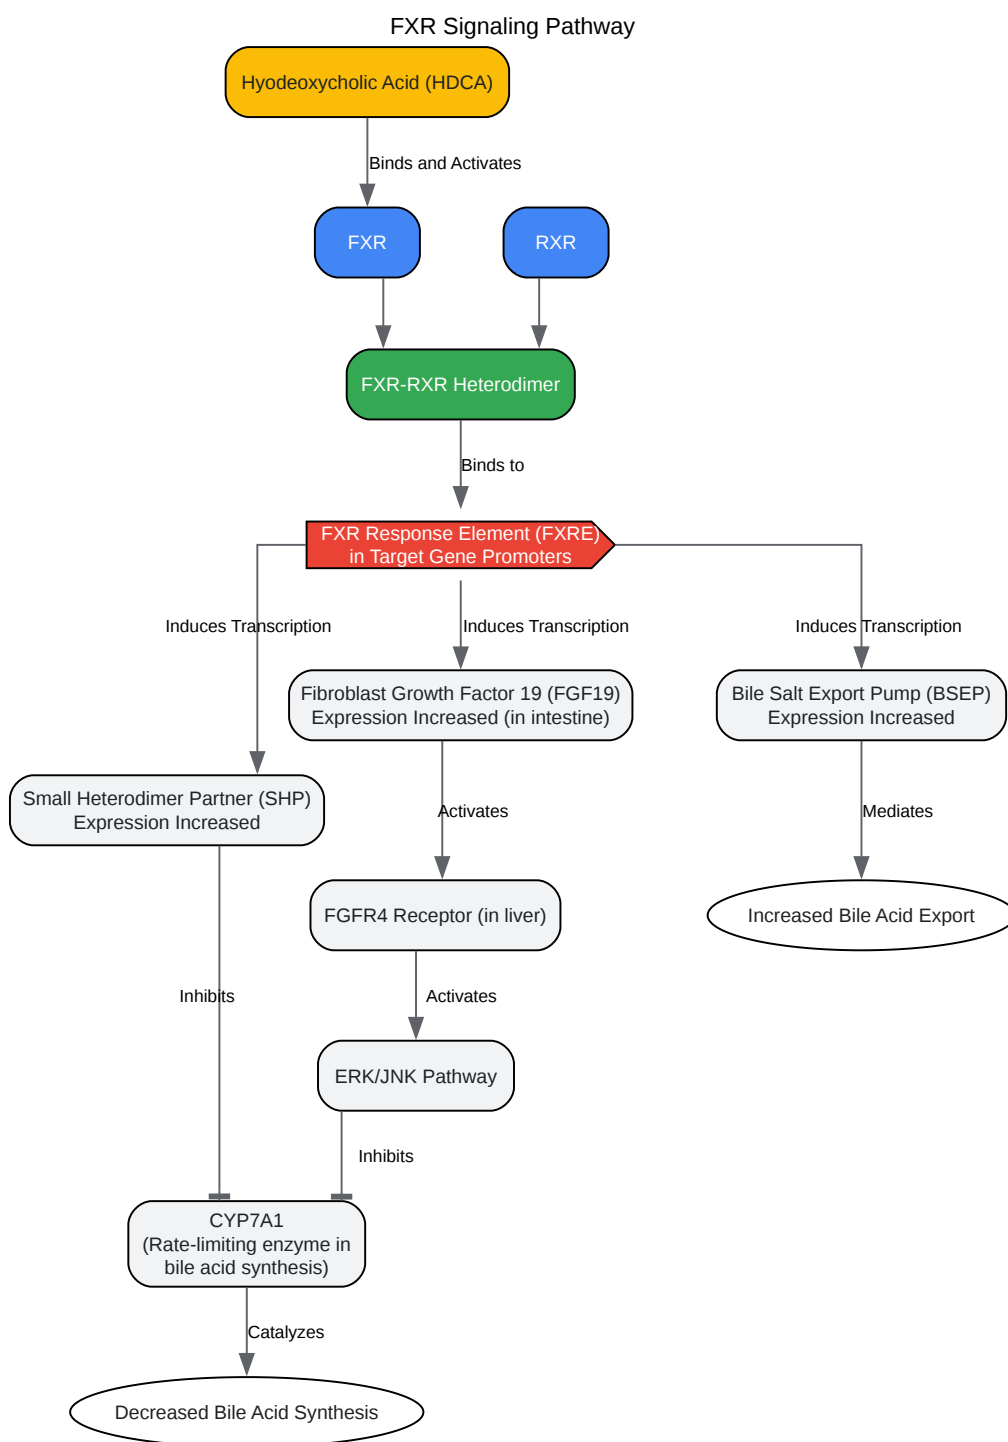 FXR Signaling Pathway
Hyodeoxycholic Acid (HDCA)
Binds and Activates
FXR
RXR
FXR-RXR Heterodimer
Binds to
FXR Response Element (FXRE)
in Target Gene Promoters
Induces Transcription
Induces Transcription
Induces Transcription
Fibroblast Growth Factor 19 (FGF19)
Expression Increased (in intestine)
Bile Salt Export Pump (BSEP)
Expression Increased
Small Heterodimer Partner (SHP)
Expression Increased
Activates
Mediates
FGFR4 Receptor (in liver)
Increased Bile Acid Export
Inhibits
Activates
ERK/JNK Pathway
Inhibits
CYP7A1
(Rate-limiting enzyme in
bile acid synthesis)
Catalyzes
Decreased Bile Acid Synthesis